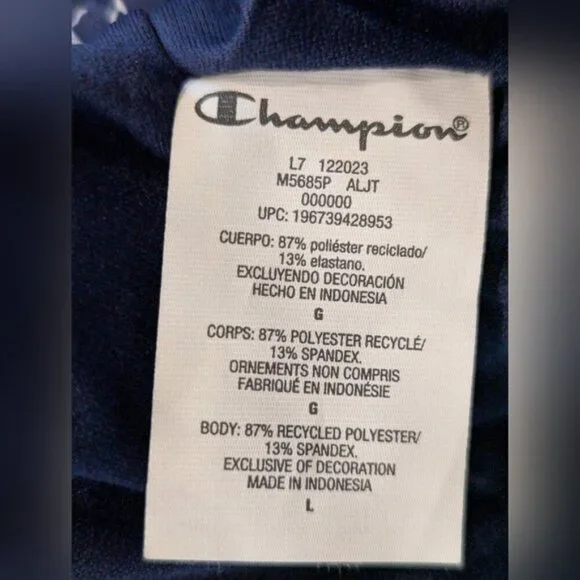 Champion®
L7 122023
M5685P ALJT
000000
UPC: 196739428953
CUERPO: 87% poliéster reciclado/
13% elastano.
EXCLUYENDO DECORACIÓN
HECHO EN INDONESIA
G
CORPS: 87% POLYESTER RECYCLÉ/
13% SPANDEX.
ORNEMENTS NON COMPRIS
FABRIQUÉ EN INDONÉSIE
G
BODY: 87% RECYCLED POLYESTER/
13% SPANDEX.
EXCLUSIVE OF DECORATION
MADE IN INDONESIA
L